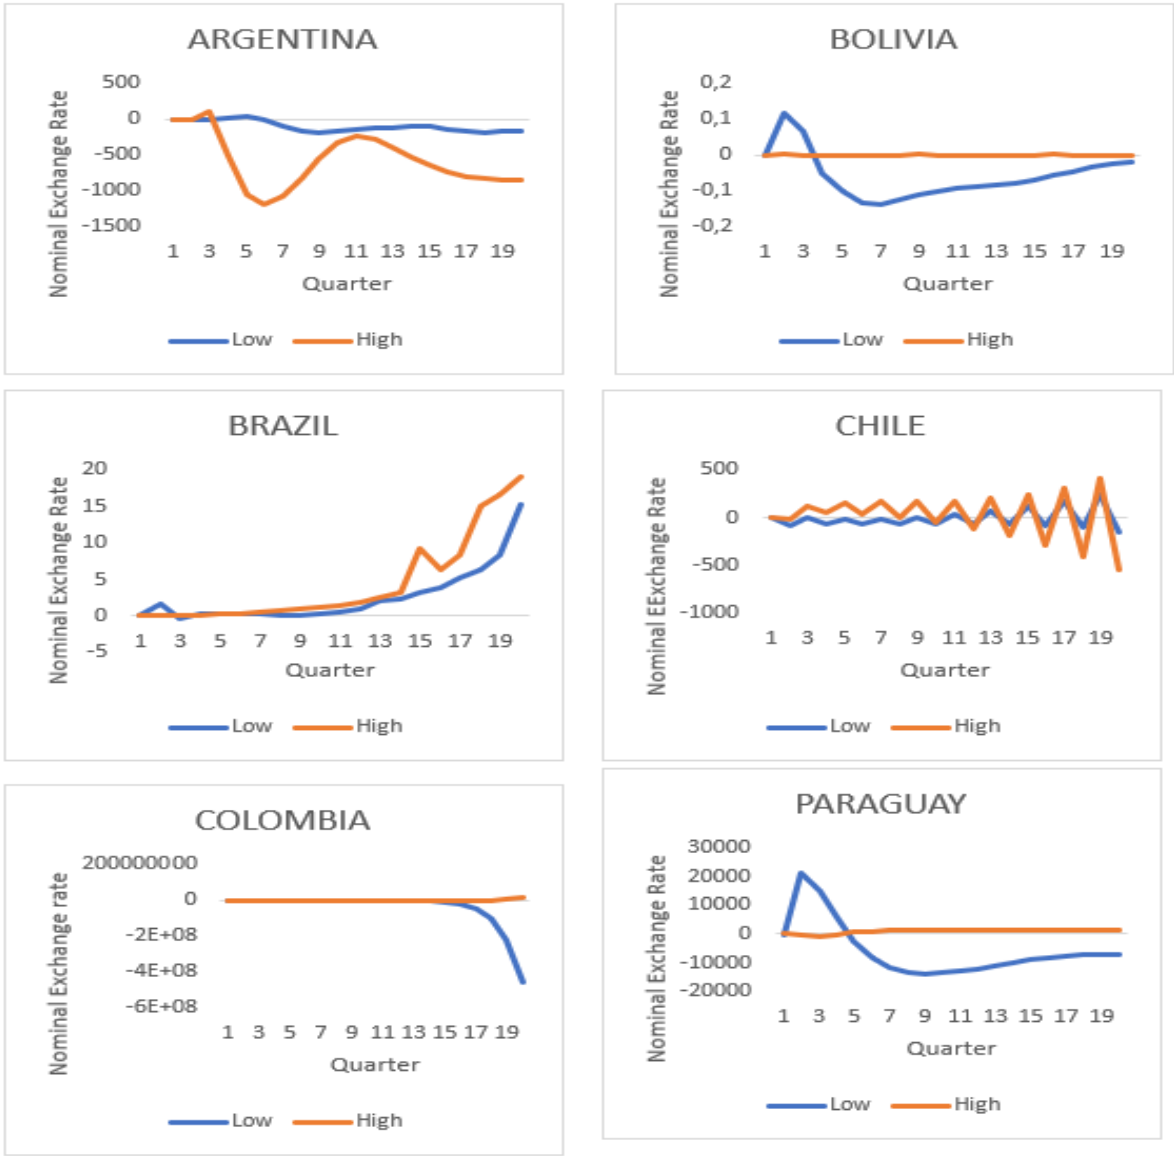 ARGENTINA
Nominal Exchange Rate
500
0
-500
-1000
-1500
1 3 5 7 9 11 13 15 17 19
Quarter
Low High
BOLIVIA
Nominal Exchange Rate
0,2
0,1
0
-0,1
-0,2
1 3 5 7 9 11 13 15 17 19
Quarter
Low High
BRAZIL
Nominal Exchange Rate
20
15
10
5
0
-5
1 3 5 7 9 11 13 15 17 19
Quarter
Low High
CHILE
Nominal EExchange Rate
500
0
-500
-1000
1 3 5 7 9 11 13 15 17 19
Quarter
Low High
COLOMBIA
Nominal Exchange rate
200000000
0
-2E+08
-4E+08
-6E+08
1 3 5 7 9 11 13 15 17 19
Quarter
Low High
PARAGUAY
Nominal Exchange Rate
30000
20000
10000
0
-10000
-20000
1 3 5 7 9 11 13 15 17 19
Quarter
Low High